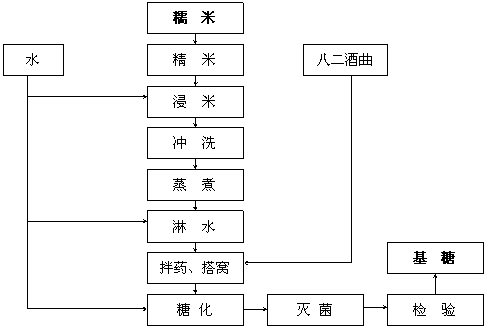 糯 米
水
精 米
八二酒曲
浸 米
冲 洗
蒸 煮
淋 水
拌药、搭窝
基 糖
糖 化
灭 菌
检 验